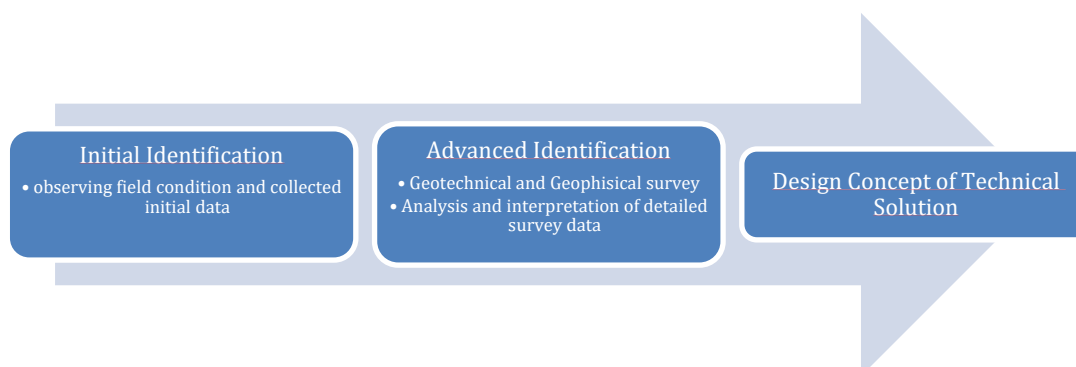 Initial Identification
• observing field condition and collected
initial data
Advanced Identification
• Geotechnical and Geophisical survey
• Analysis and interpretation of detailed
survey data
Design Concept of Technical
Solution